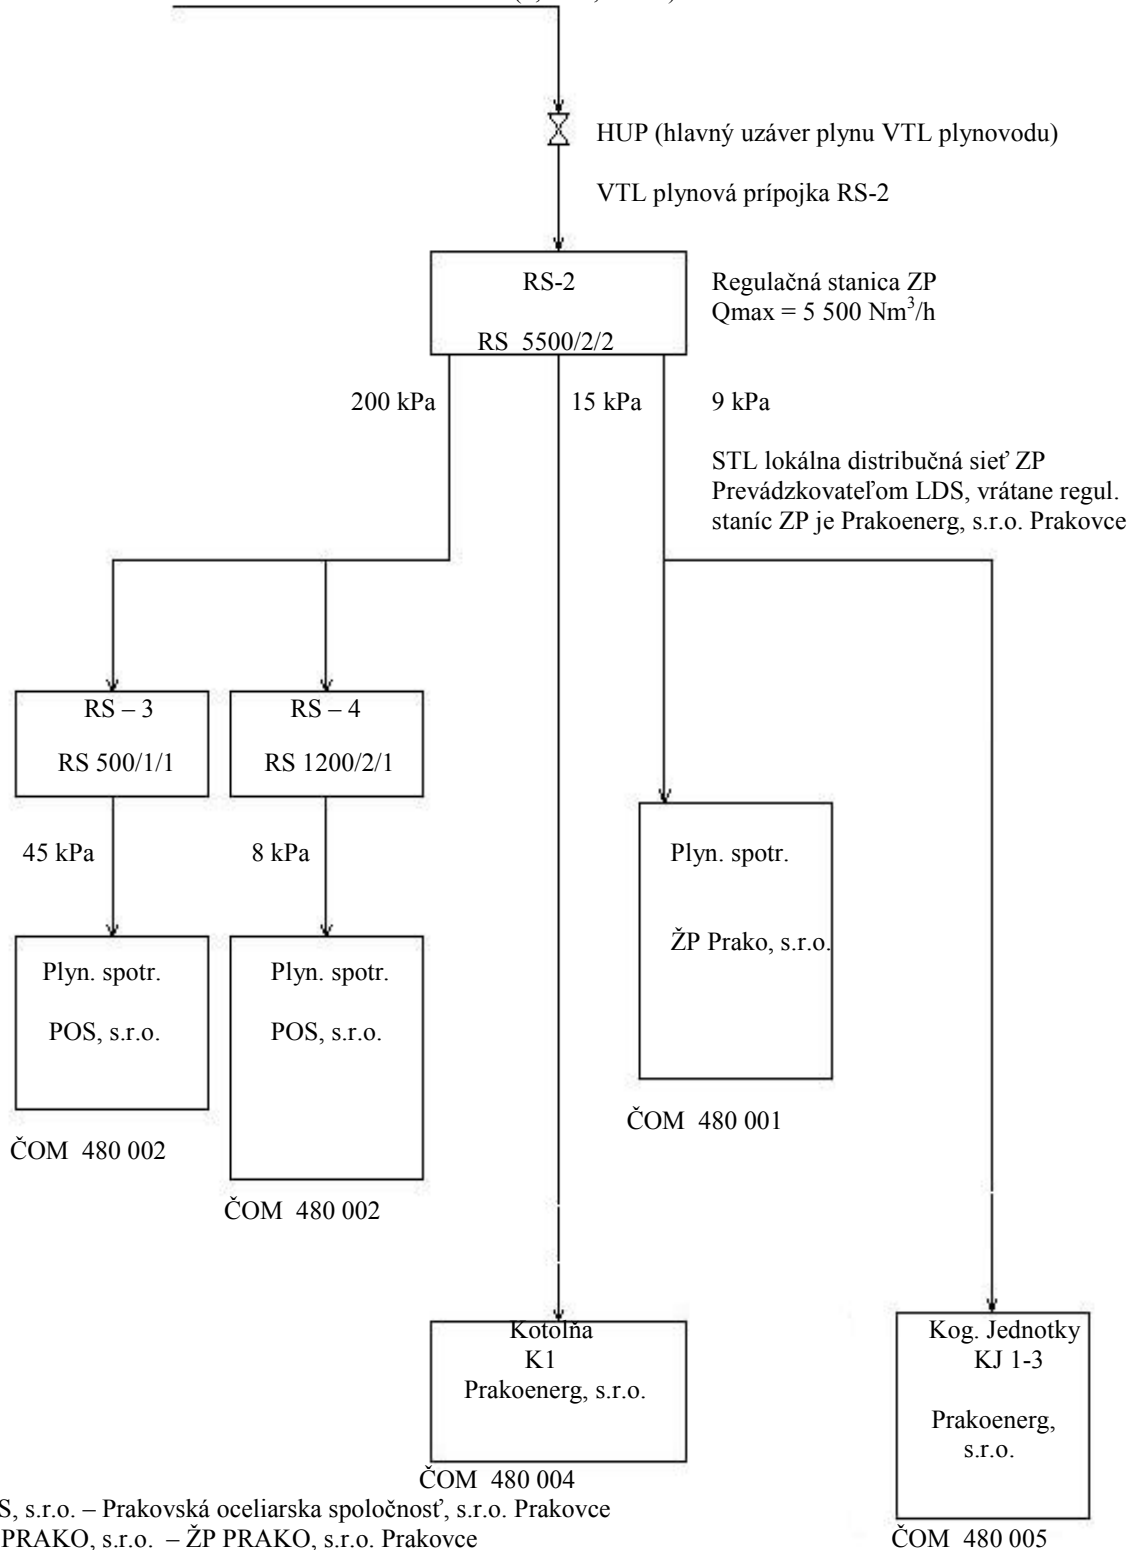 HUP (hlavný uzáver plynu VTL plynovodu)
VTL plynová prípojka RS-2
RS-2
RS 5500/2/2
Regulačná stanica ZP
Qmax = 5 500 Nm³/h
200 kPa
15 kPa
9 kPa
STL lokálna distribučná sieť ZP
Prevádzkovateľom LDS, vrátane regul.
staníc ZP je Prakoenerg, s.r.o. Prakovce
RS – 3
RS 500/1/1
RS – 4
RS 1200/2/1
45 kPa
8 kPa
Plyn. spotr.
ŽP Prako, s.r.o.
Plyn. spotr.
POS, s.r.o.
Plyn. spotr.
POS, s.r.o.
ČOM 480 001
ČOM 480 002
ČOM 480 002
Kotolňa
K1
Prakoenerg, s.r.o.
Kog. Jednotky
KJ 1-3
Prakoenerg,
s.r.o.
ČOM 480 004
S, s.r.o. – Prakovská oceliarska spoločnosť, s.r.o. Prakovce
PRAKO, s.r.o. – ŽP PRAKO, s.r.o. Prakovce
ČOM 480 005